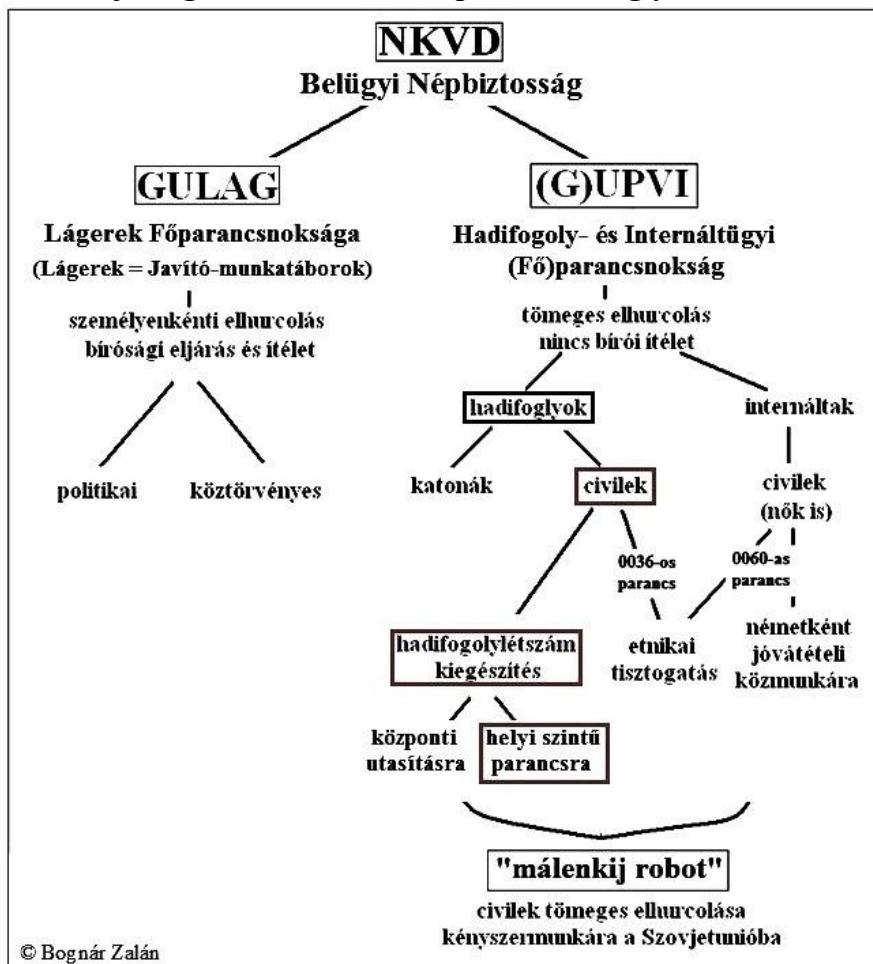 NKVD
Belügyi Népbiztosság
GULAG
Lágerek Főparancsnoksága
(Lágerek = Javító-munkatáborok)
személyenkénti elhurcolás
bírósági eljárás és ítélet
politikai
köztörvényes
(G)UPVI
Hadifogoly- és Internáltügyi
(Fő)parancsnokság
tömeges elhurcolás
nincs bírói ítélet
hadifoglyok
internáltak
katonák
civilek
civilek
(nők is)
0036-os
parancs
0060-as
parancs
hadifogolylétszám
kiegészítés
etnikai
tisztogatás
németként
jóvátételi
közmunkára
központi
utasításra
helyi szintű
parancsra
"málenkij robot"
civilek tömeges elhurcolása
kényszermunkára a Szovjetunióba
© Bognár Zalán